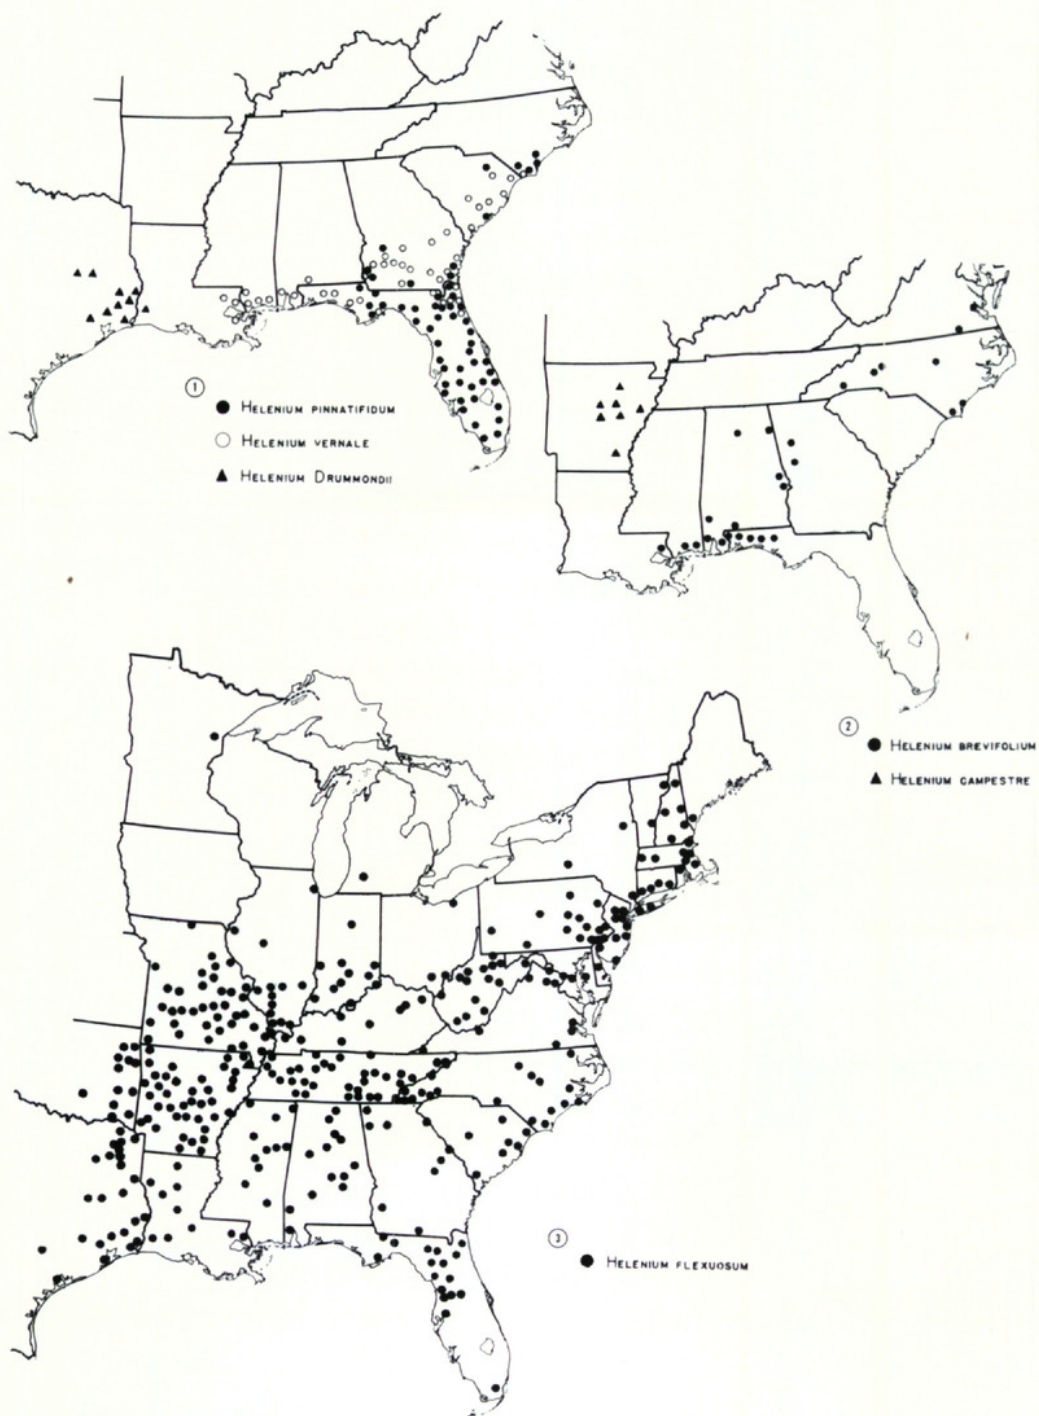 1
Helenium pinnatifidum
Helenium vernale
Helenium Drummondii
2
Helenium brevifolium
Helenium campestre
3
Helenium flexuosum